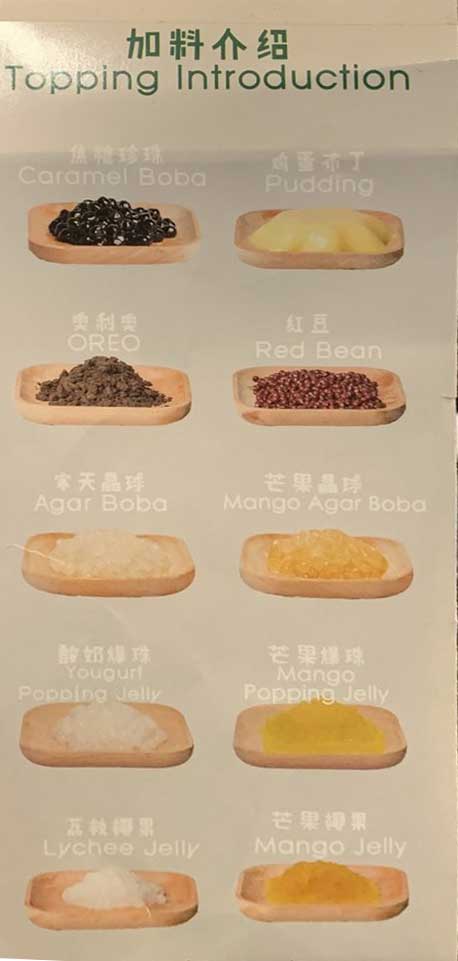 加料介绍
Topping Introduction
焦糖珍珠
Caramel Boba
鸡蛋布丁
Pudding
奥利奥
OREO
紅豆
Red Bean
寒天晶球
Agar Boba
芒果晶球
Mango Agar Boba
酸奶爆珠
Yougurt
Popping Jelly
芒果爆珠
Mango
Popping Jelly
荔枝椰果
Lychee Jelly
芒果椰果
Mango Jelly